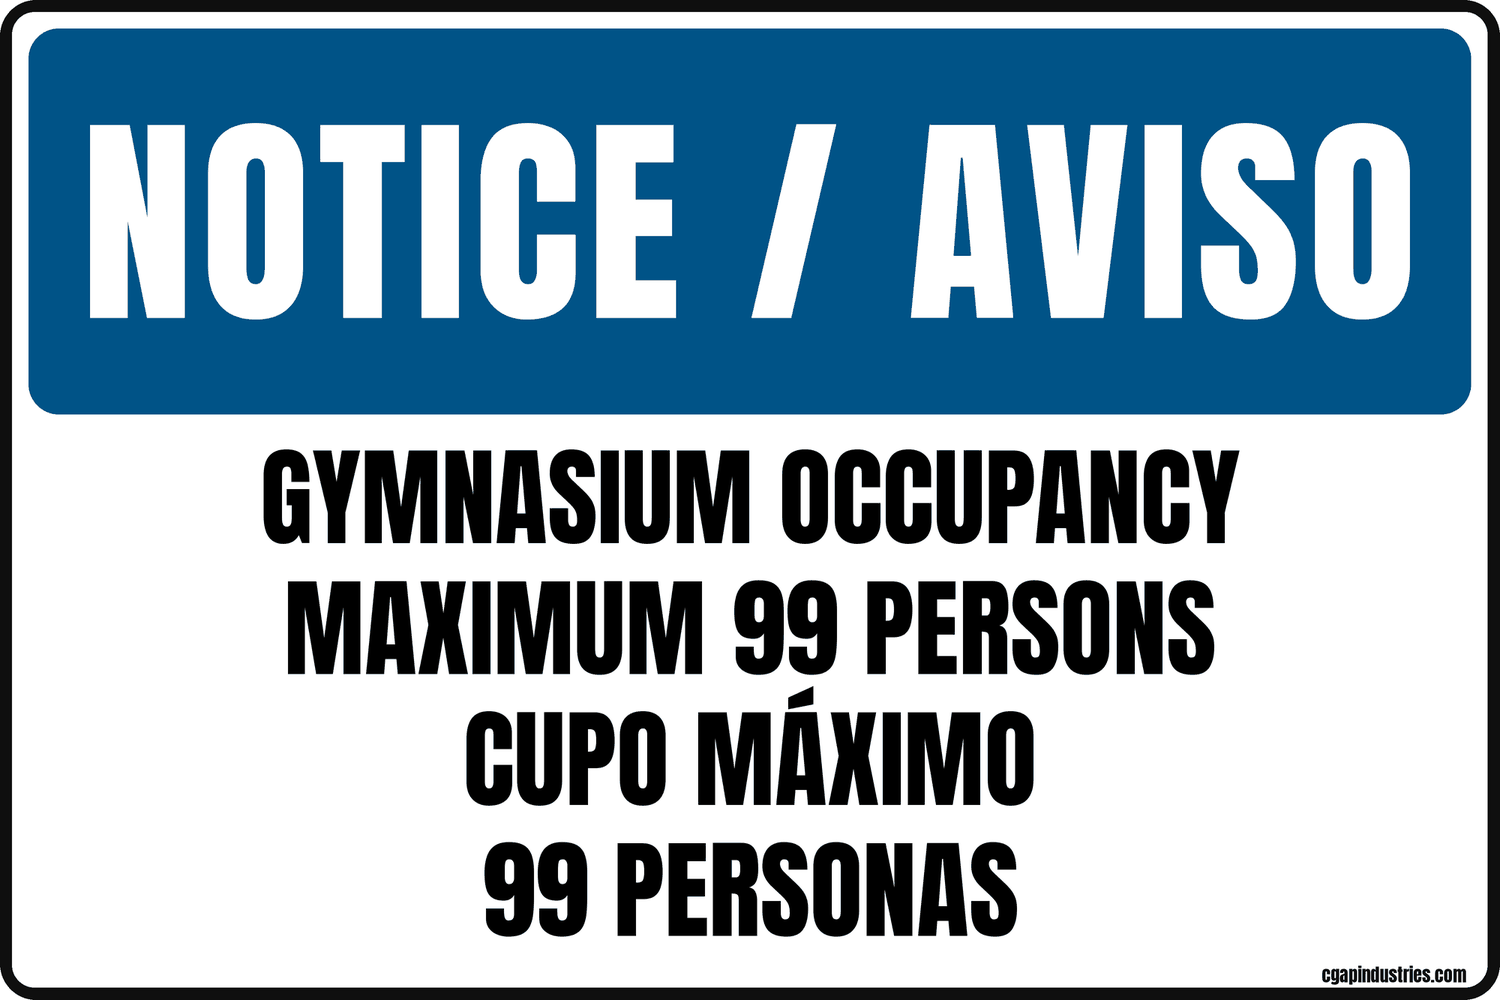 NOTICE / AVISO
GYMNASIUM OCCUPANCY
MAXIMUM 99 PERSONS
CUPO MÁXIMO
99 PERSONAS
cgapindustries.com